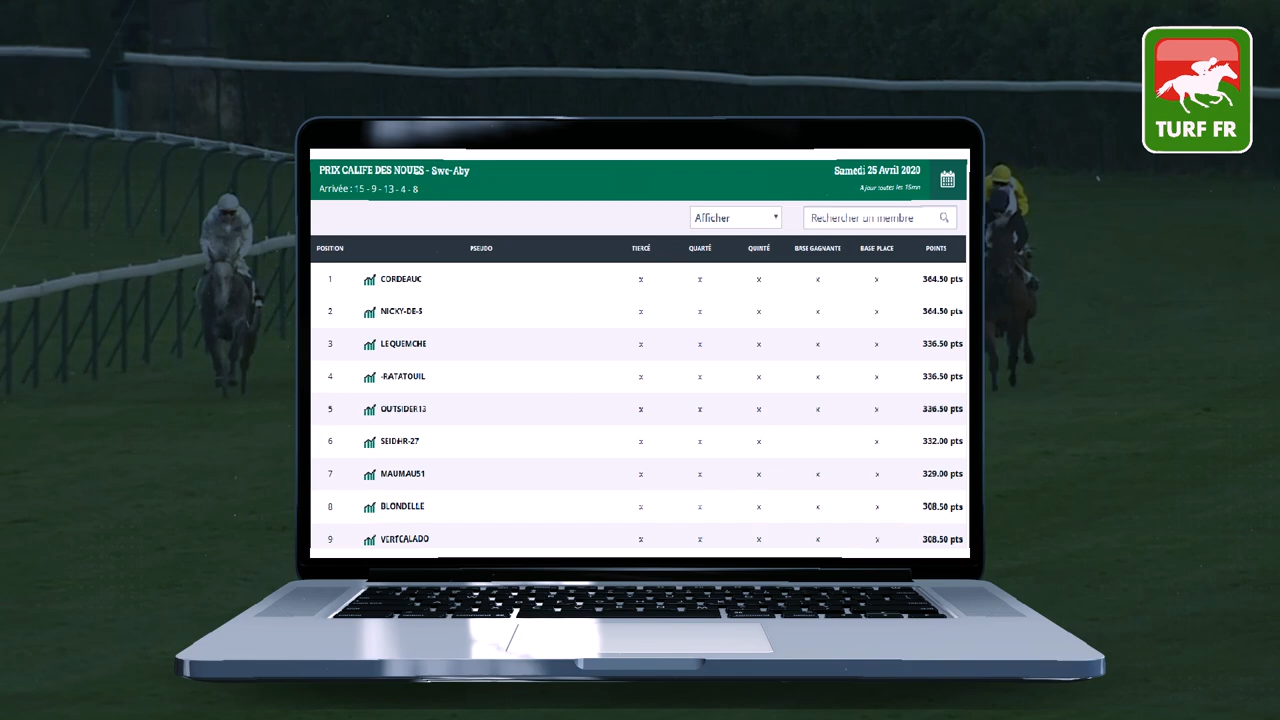 TURF FR
PRIX CALIFE DES NOUES - Swe-Aby
Samedi 25 Avril 2020
Arrivée : 15 - 9 - 13 - 4 - 8
A jour toutes les 15mn
Afficher
Rechercher un membre
POSITION PSEUDO TIERCÉ QUARTÉ QUINTÉ BASE GAGNANTE BASE PLACE POINTS
1 CORDEAUC x x x x x 364.50 pts
2 NICKY-DE-S x x x x x 364.50 pts
3 LEQUEMCHE x x x x x 336.50 pts
4 -RATATOUIL x x x x x 336.50 pts
5 OUTSIDER13 x x x x x 336.50 pts
6 SEIDHR-27 x x x x 332.00 pts
7 MAUMAU51 x x x x x 329.00 pts
8 BLONDELLE x x x x x 308.50 pts
9 VERTCALADO x x x x x 308.50 pts